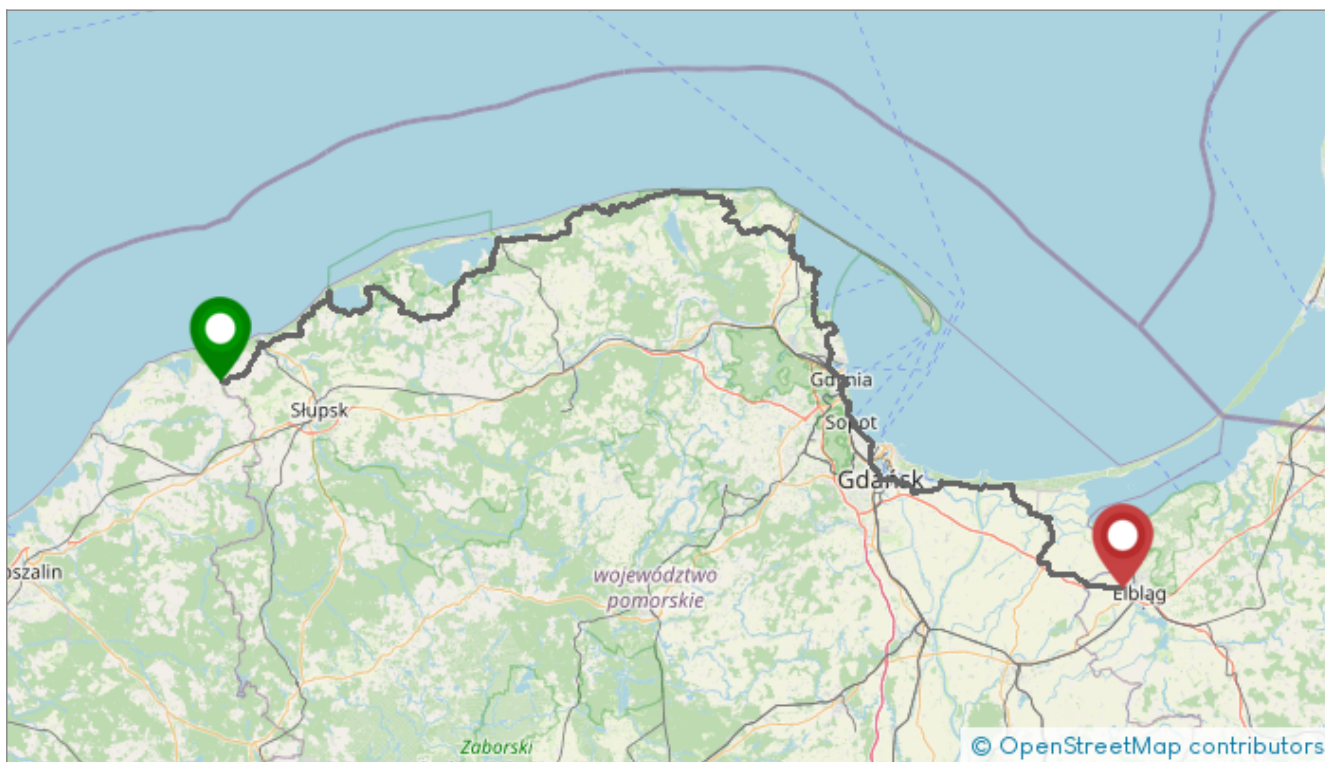 Gdynia
Słupsk
Sopot
Gdańsk
oszalin
województwo
pomorskie
Elbląg
Zaborski
© OpenStreetMap contributors